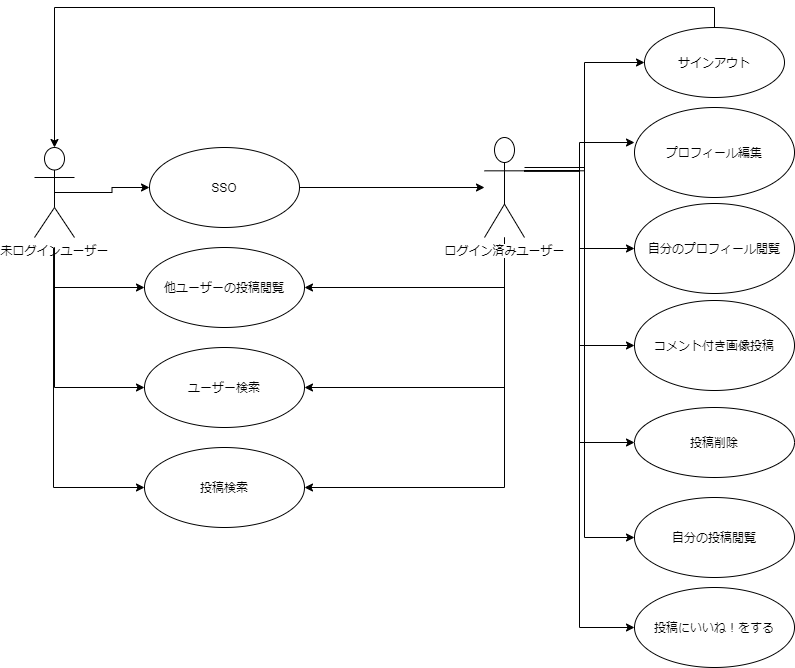 サインアウト
プロフィール編集
SSO
未ログインユーザー
ログイン済みユーザー
自分のプロフィール閲覧
他ユーザーの投稿閲覧
コメント付き画像投稿
ユーザー検索
投稿削除
投稿検索
自分の投稿閲覧
投稿にいいね！をする